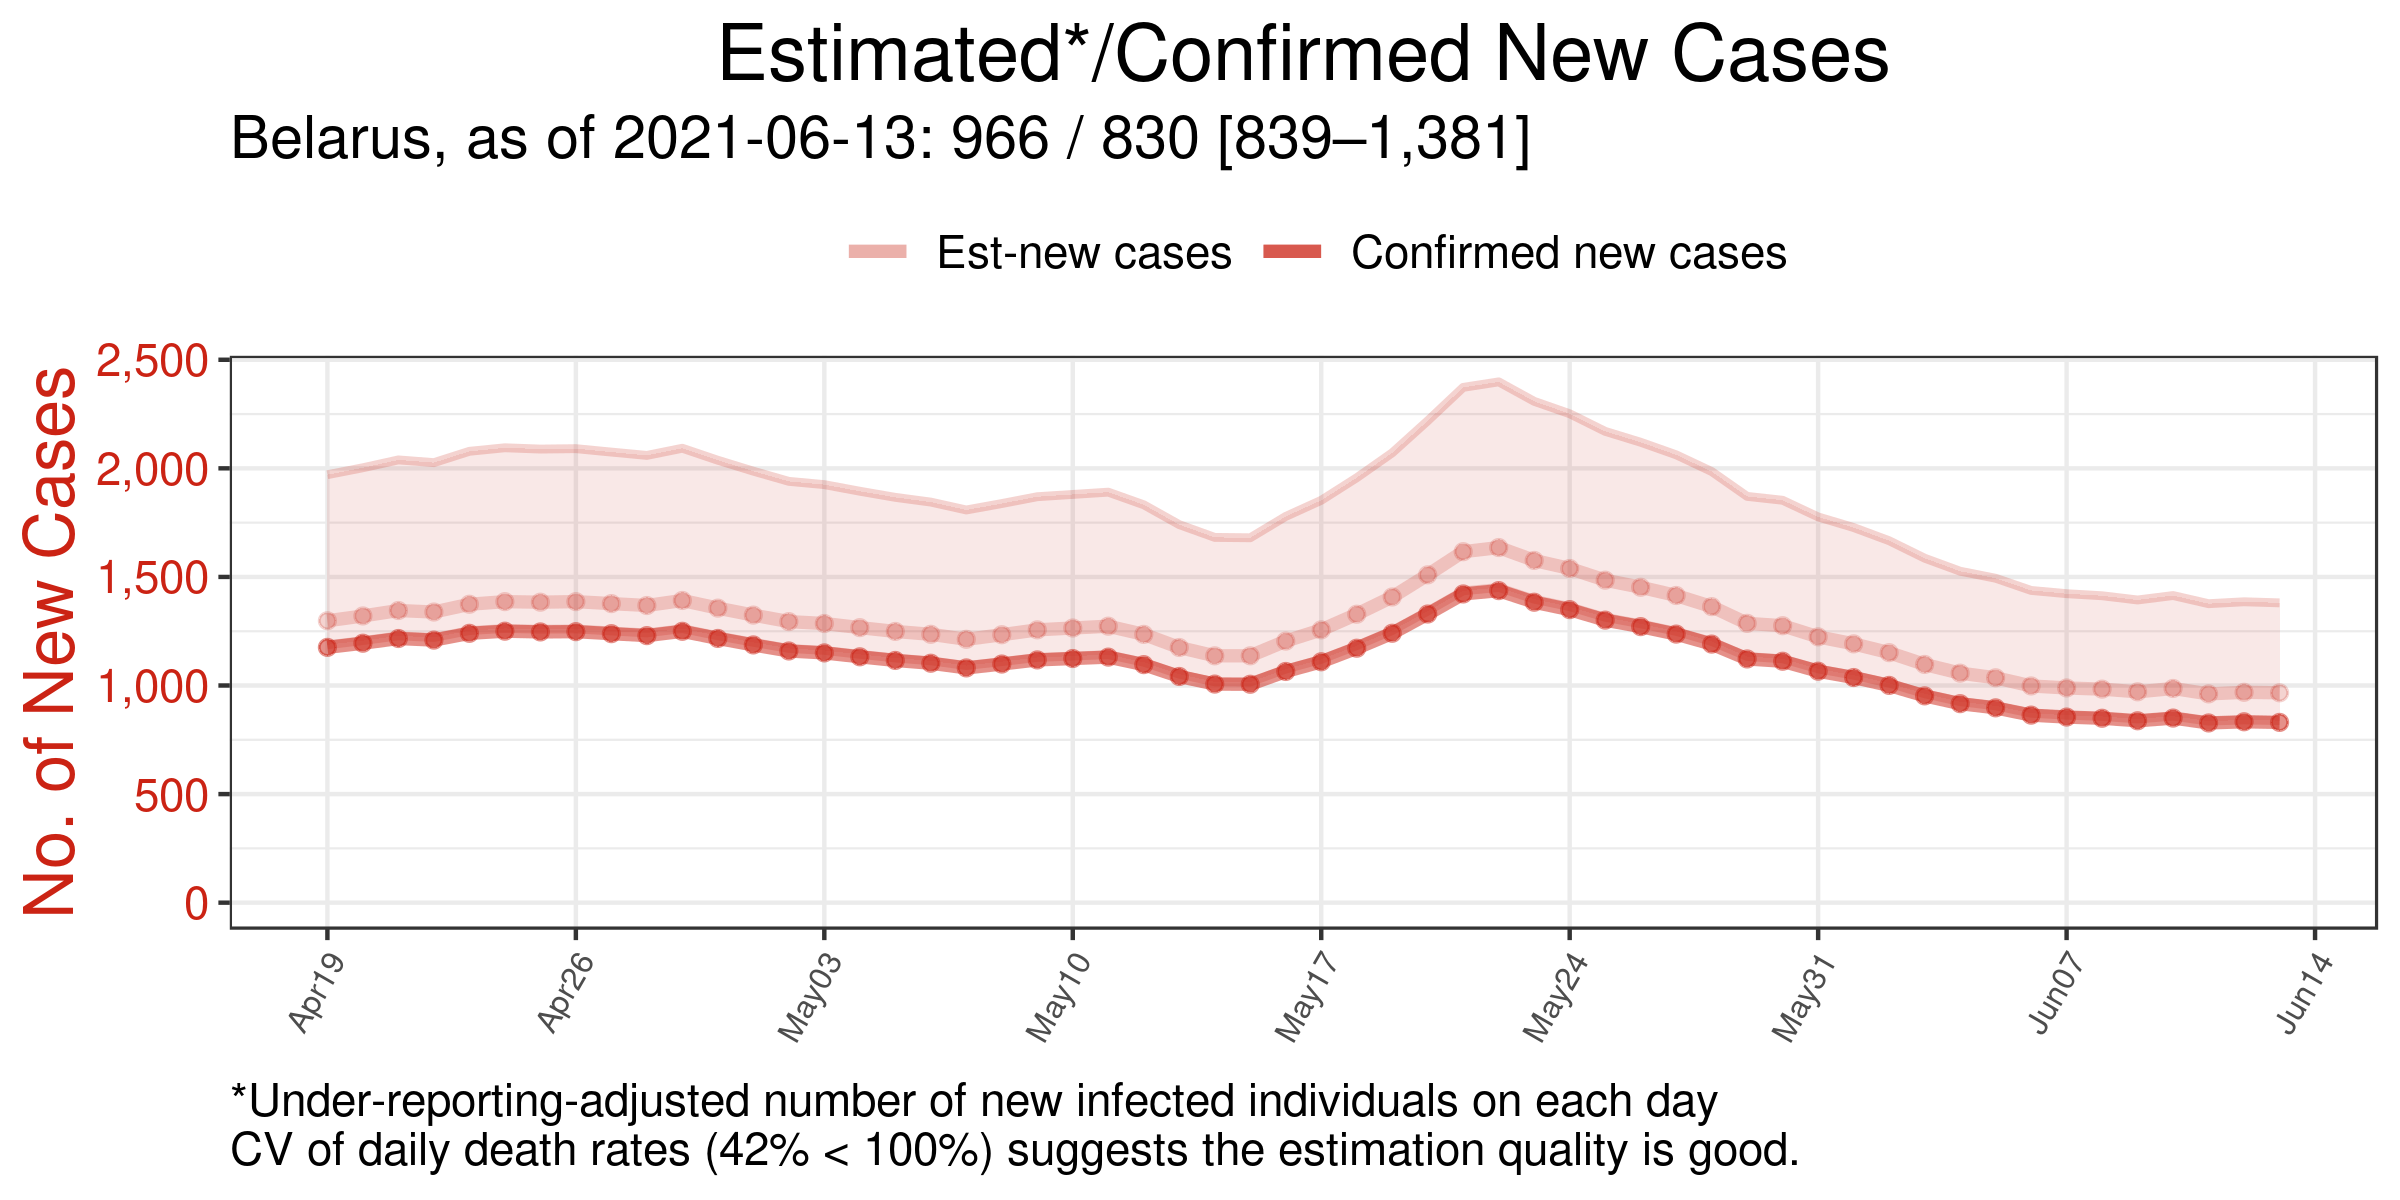 Estimated*/Confirmed New Cases
Belarus, as of 2021-06-13: 966 / 830 [839–1,381]
Est-new cases
Confirmed new cases
No. of New Cases
2,500
2,000
1,500
1,000
500
0
Apr19
Apr26
May03
May10
May17
May24
May31
Jun07
Jun14
*Under-reporting-adjusted number of new infected individuals on each day
CV of daily death rates (42% < 100%) suggests the estimation quality is good.